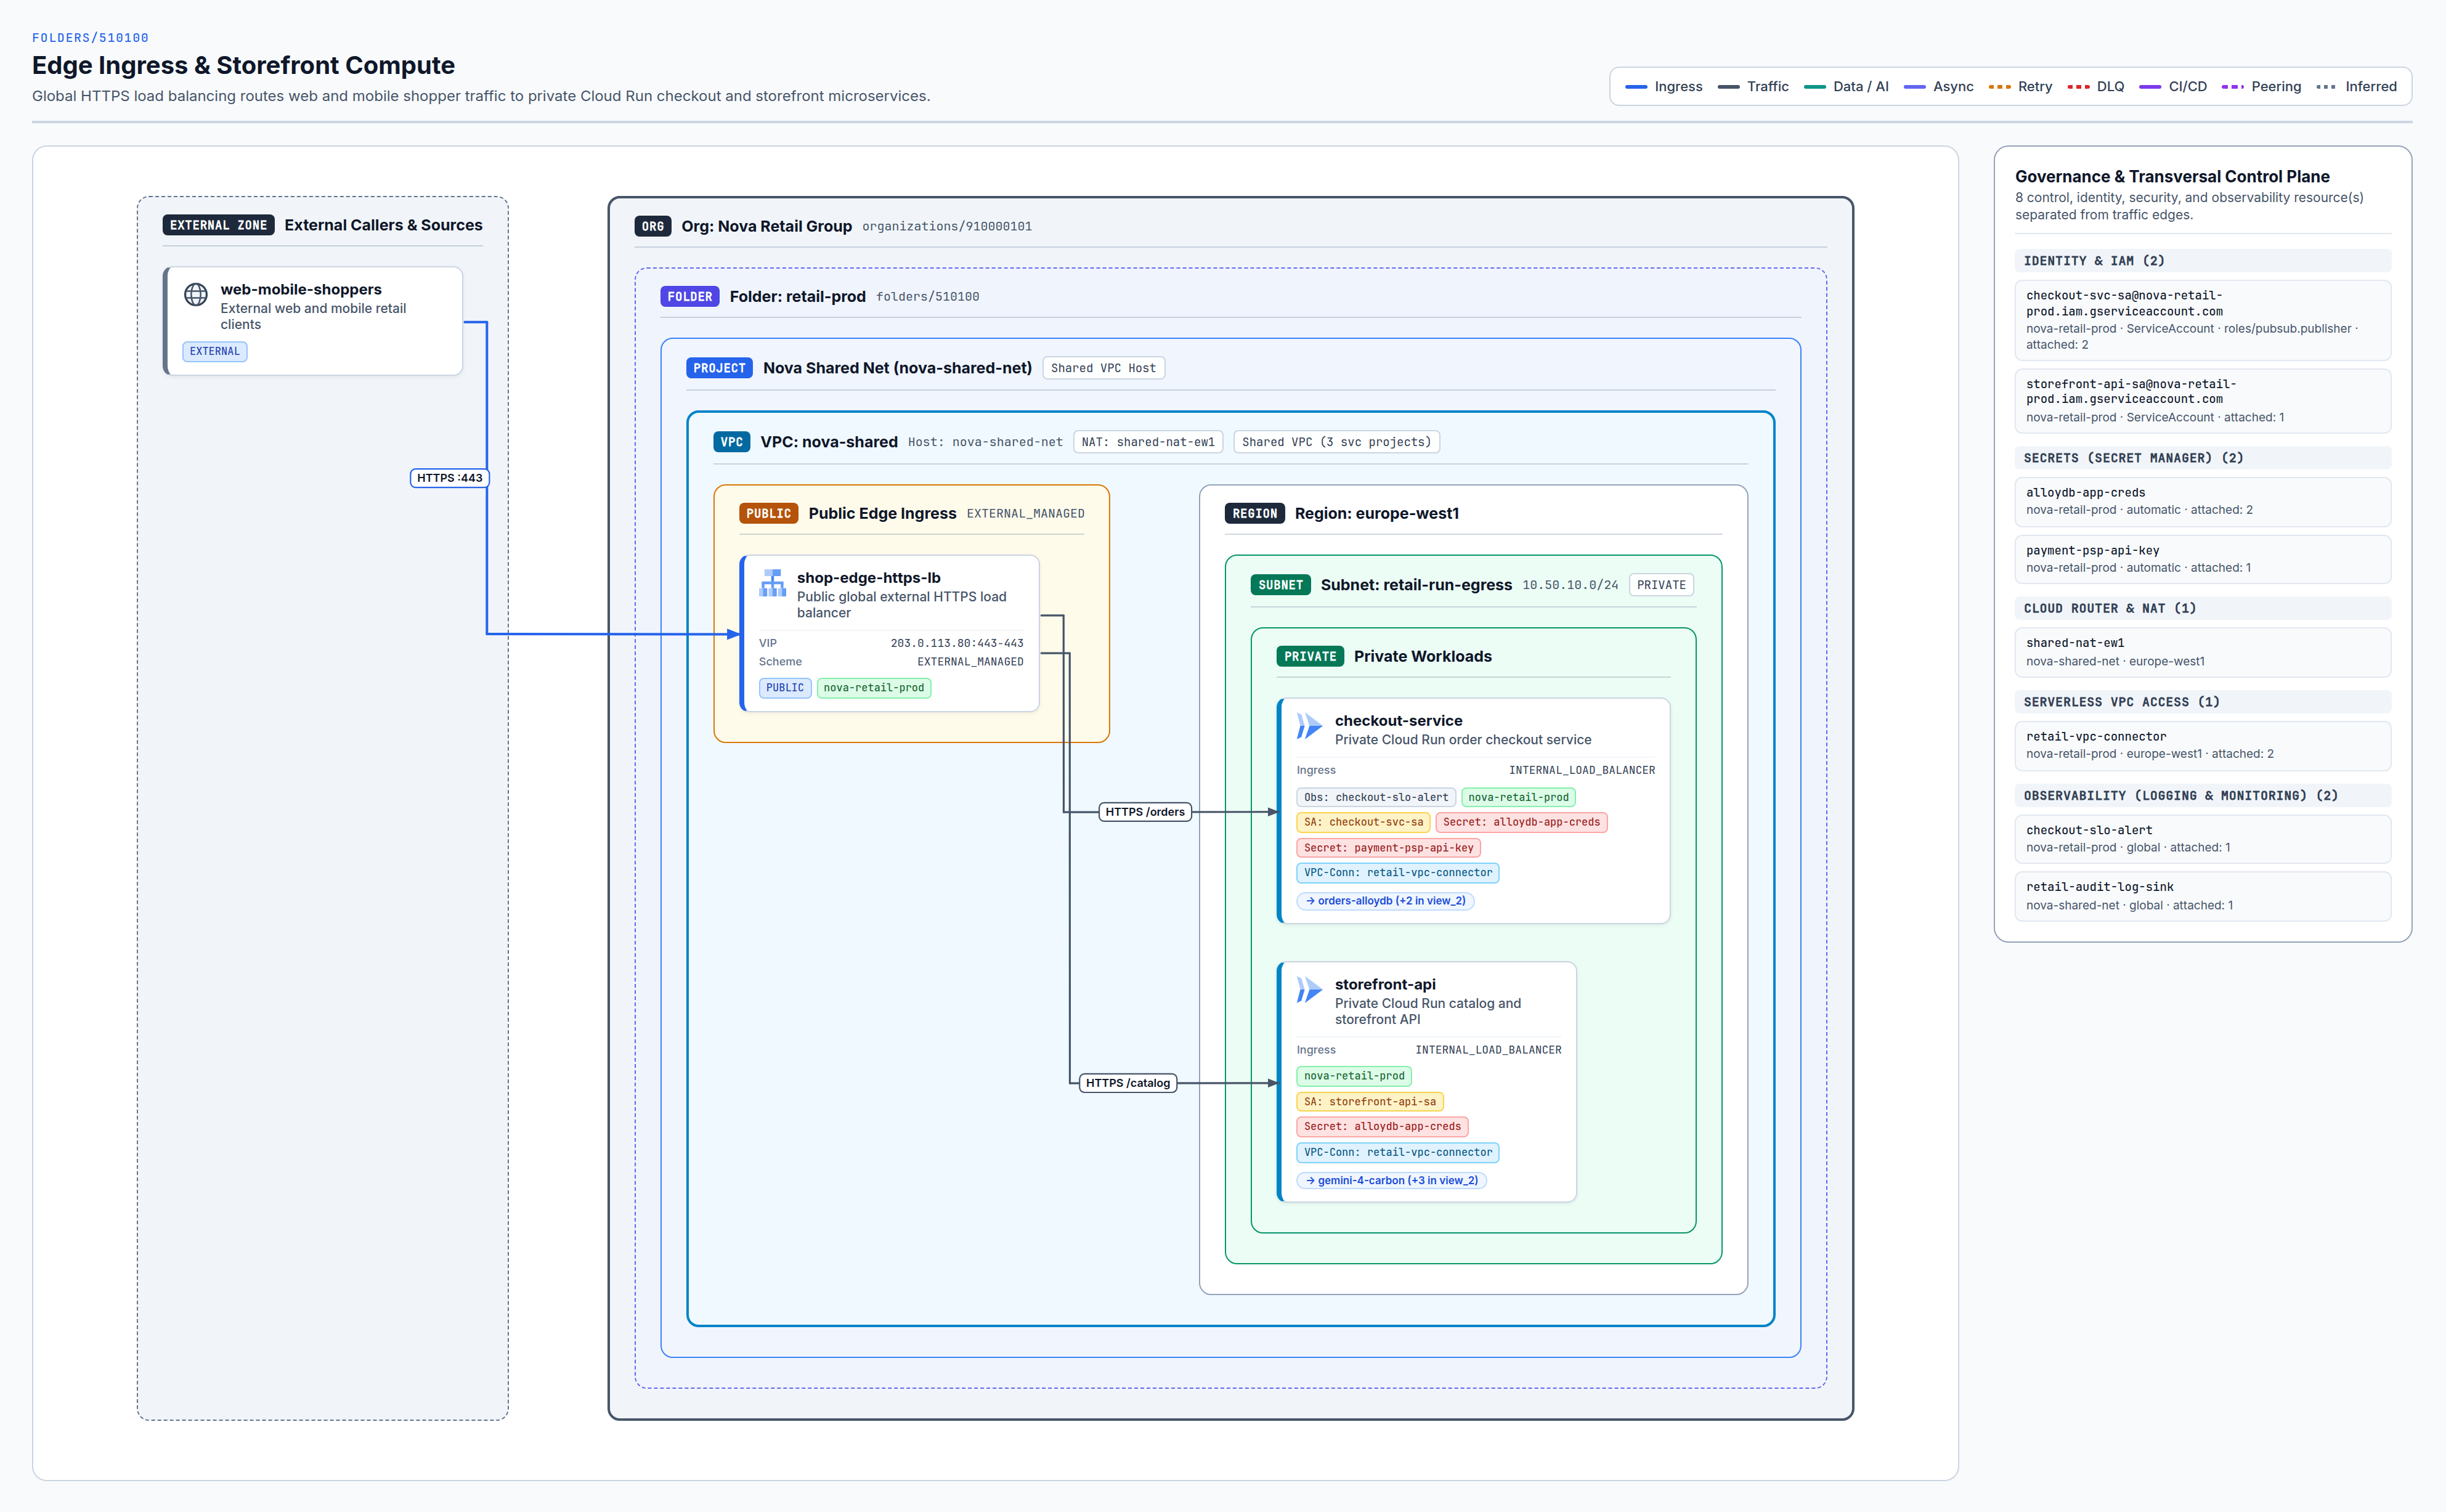 FOLDERS/510100
Edge Ingress & Storefront Compute
Global HTTPS load balancing routes web and mobile shopper traffic to private Cloud Run checkout and storefront microservices.
Ingress
Traffic
Data / AI
Async
Retry
DLQ
CI/CD
Peering
Inferred
EXTERNAL ZONE External Callers & Sources
web-mobile-shoppers
External web and mobile retail
clients
EXTERNAL
HTTPS :443
ORG Org: Nova Retail Group organizations/910000101
FOLDER Folder: retail-prod folders/510100
PROJECT Nova Shared Net (nova-shared-net) Shared VPC Host
VPC VPC: nova-shared Host: nova-shared-net NAT: shared-nat-ew1 Shared VPC (3 svc projects)
PUBLIC Public Edge Ingress EXTERNAL_MANAGED
shop-edge-https-lb
Public global external HTTPS load
balancer
VIP 203.0.113.80:443-443
Scheme EXTERNAL_MANAGED
PUBLIC nova-retail-prod
HTTPS /orders
HTTPS /catalog
REGION Region: europe-west1
SUBNET Subnet: retail-run-egress 10.50.10.0/24 PRIVATE
PRIVATE Private Workloads
checkout-service
Private Cloud Run order checkout service
Ingress INTERNAL_LOAD_BALANCER
Obs: checkout-slo-alert nova-retail-prod
SA: checkout-svc-sa Secret: alloydb-app-creds
Secret: payment-psp-api-key
VPC-Conn: retail-vpc-connector
→ orders-alloydb (+2 in view_2)
storefront-api
Private Cloud Run catalog and
storefront API
Ingress INTERNAL_LOAD_BALANCER
nova-retail-prod
SA: storefront-api-sa
Secret: alloydb-app-creds
VPC-Conn: retail-vpc-connector
→ gemini-4-carbon (+3 in view_2)
Governance & Transversal Control Plane
8 control, identity, security, and observability resource(s)
separated from traffic edges.
IDENTITY & IAM (2)
checkout-svc-sa@nova-retail-
prod.iam.gserviceaccount.com
nova-retail-prod · ServiceAccount · roles/pubsub.publisher ·
attached: 2
storefront-api-sa@nova-retail-
prod.iam.gserviceaccount.com
nova-retail-prod · ServiceAccount · attached: 1
SECRETS (SECRET MANAGER) (2)
alloydb-app-creds
nova-retail-prod · automatic · attached: 2
payment-psp-api-key
nova-retail-prod · automatic · attached: 1
CLOUD ROUTER & NAT (1)
shared-nat-ew1
nova-shared-net · europe-west1
SERVERLESS VPC ACCESS (1)
retail-vpc-connector
nova-retail-prod · europe-west1 · attached: 2
OBSERVABILITY (LOGGING & MONITORING) (2)
checkout-slo-alert
nova-retail-prod · global · attached: 1
retail-audit-log-sink
nova-shared-net · global · attached: 1